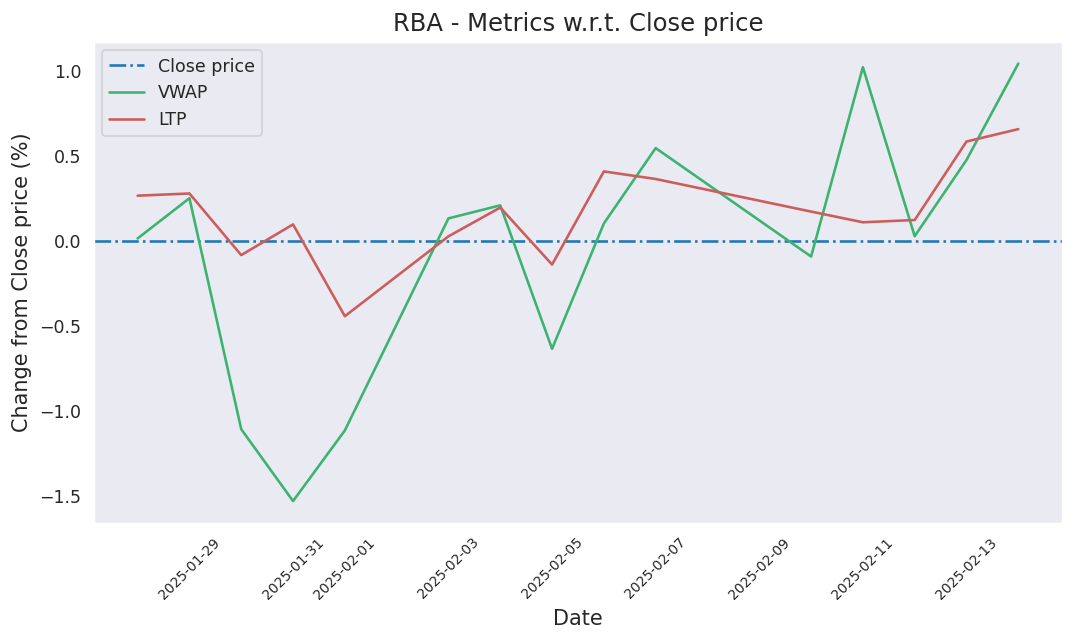 RBA - Metrics w.r.t. Close price
Close price
VWAP
LTP
Change from Close price (%)
1.0
0.5
0.0
−0.5
−1.0
−1.5
2025-01-29
2025-01-31
2025-02-01
2025-02-03
2025-02-05
2025-02-07
2025-02-09
2025-02-11
2025-02-13
Date